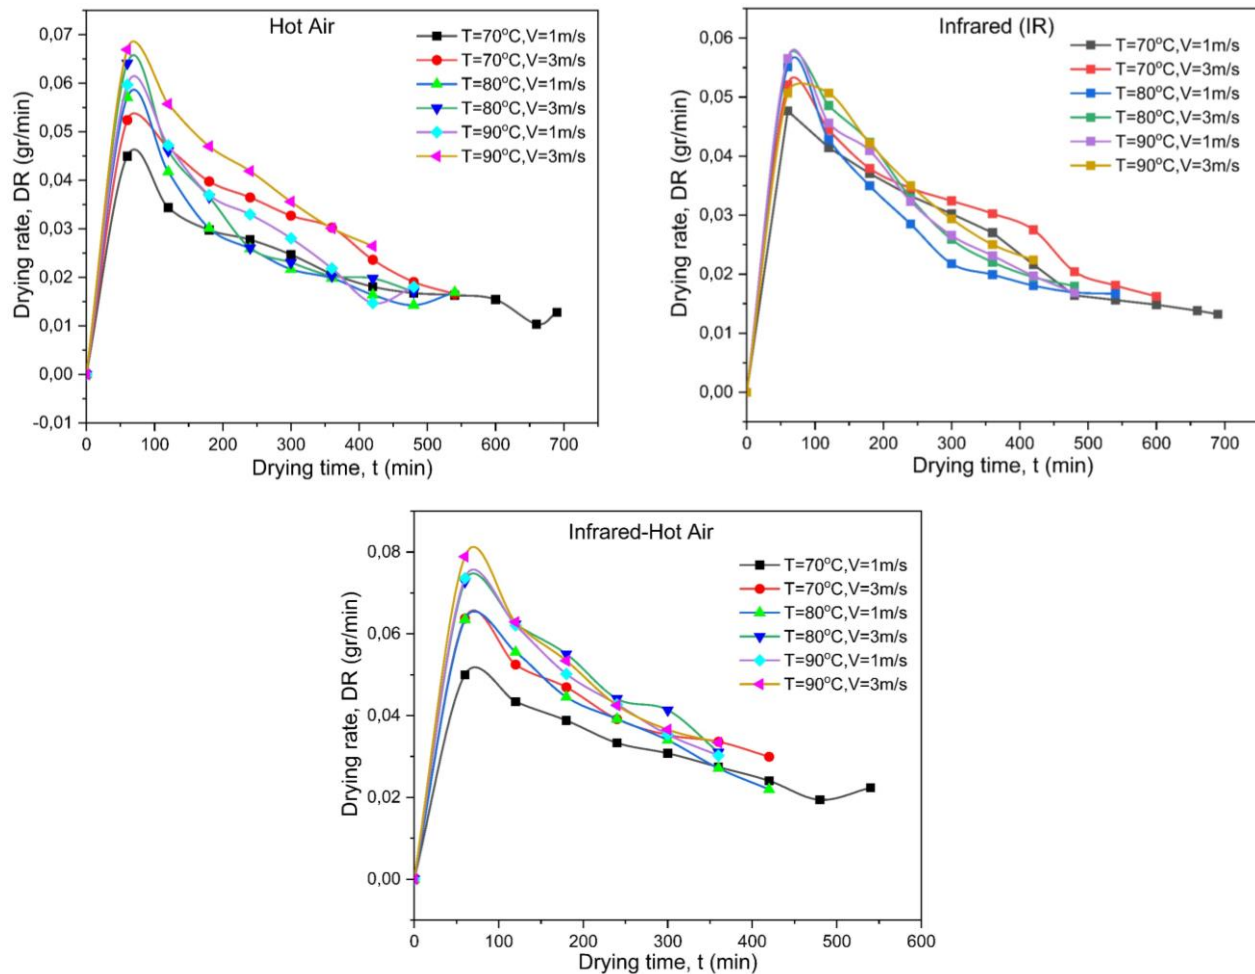 Hot Air
T=70°C,V=1m/s
T=70°C,V=3m/s
T=80°C,V=1m/s
T=80°C,V=3m/s
T=90°C,V=1m/s
T=90°C,V=3m/s
Drying rate, DR (gr/min)
0,07
0,06
0,05
0,04
0,03
0,02
0,01
0,00
-0,01
0 100 200 300 400 500 600 700
Drying time, t (min)
Infrared (IR)
T=70°C,V=1m/s
T=70°C,V=3m/s
T=80°C,V=1m/s
T=80°C,V=3m/s
T=90°C,V=1m/s
T=90°C,V=3m/s
Drying rate, DR (gr/min)
0,06
0,05
0,04
0,03
0,02
0,01
0,00
0 100 200 300 400 500 600 700
Drying time, t (min)
Infrared-Hot Air
T=70°C,V=1m/s
T=70°C,V=3m/s
T=80°C,V=1m/s
T=80°C,V=3m/s
T=90°C,V=1m/s
T=90°C,V=3m/s
Drying rate, DR (gr/min)
0,08
0,06
0,04
0,02
0,00
0 100 200 300 400 500 600
Drying time, t (min)